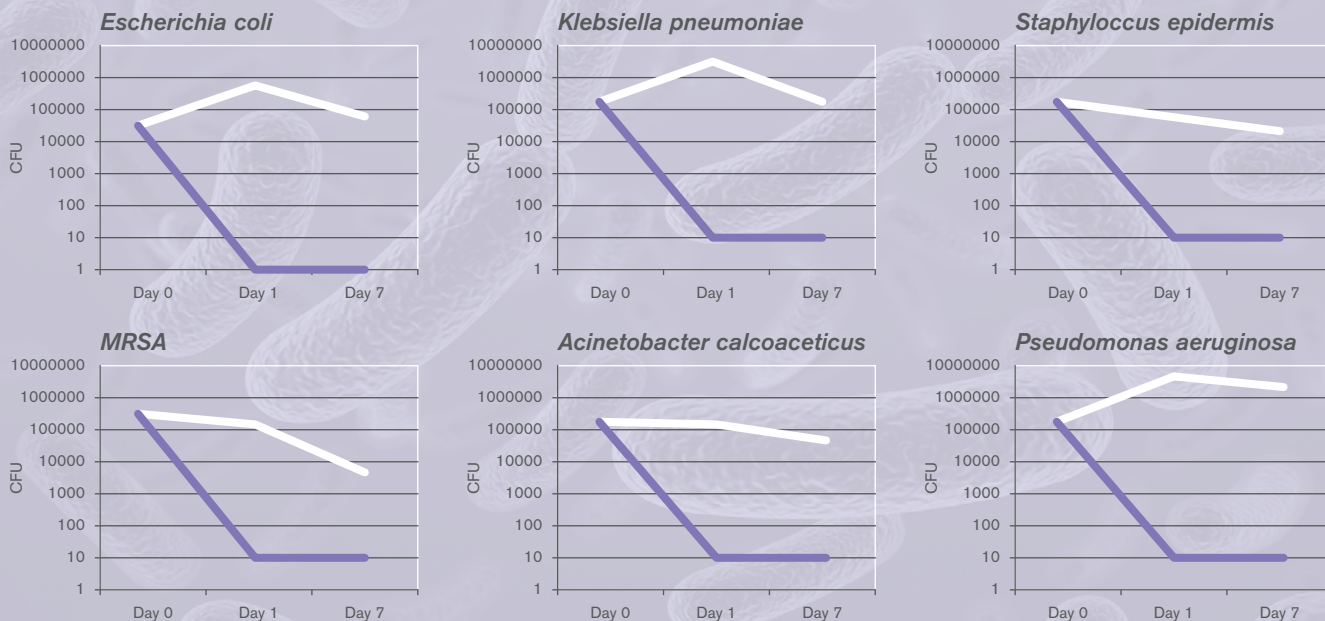 Escherichia coli
10000000
1000000
100000
10000
1000
100
10
1
CFU
Day 0 Day 1 Day 7
Klebsiella pneumoniae
10000000
1000000
100000
10000
1000
100
10
1
CFU
Day 0 Day 1 Day 7
Staphyloccus epidermis
10000000
1000000
100000
10000
1000
100
10
1
CFU
Day 0 Day 1 Day 7
MRSA
10000000
1000000
100000
10000
1000
100
10
1
CFU
Day 0 Day 1 Day 7
Acinetobacter calcoaceticus
10000000
1000000
100000
10000
1000
100
10
1
CFU
Day 0 Day 1 Day 7
Pseudomonas aeruginosa
10000000
1000000
100000
10000
1000
100
10
1
CFU
Day 0 Day 1 Day 7